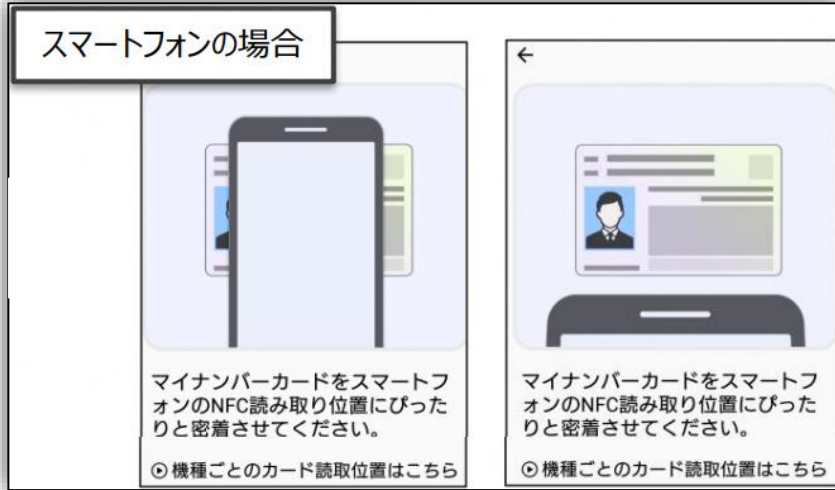 スマートフォンの場合
マイナンバーカードをスマートフ
ォンのNFC読み取り位置にぴった
りと密着させてください。
機種ごとのカード読取位置はこちら
←
マイナンバーカードをスマートフ
ォンのNFC読み取り位置にぴった
りと密着させてください。
機種ごとのカード読取位置はこちら